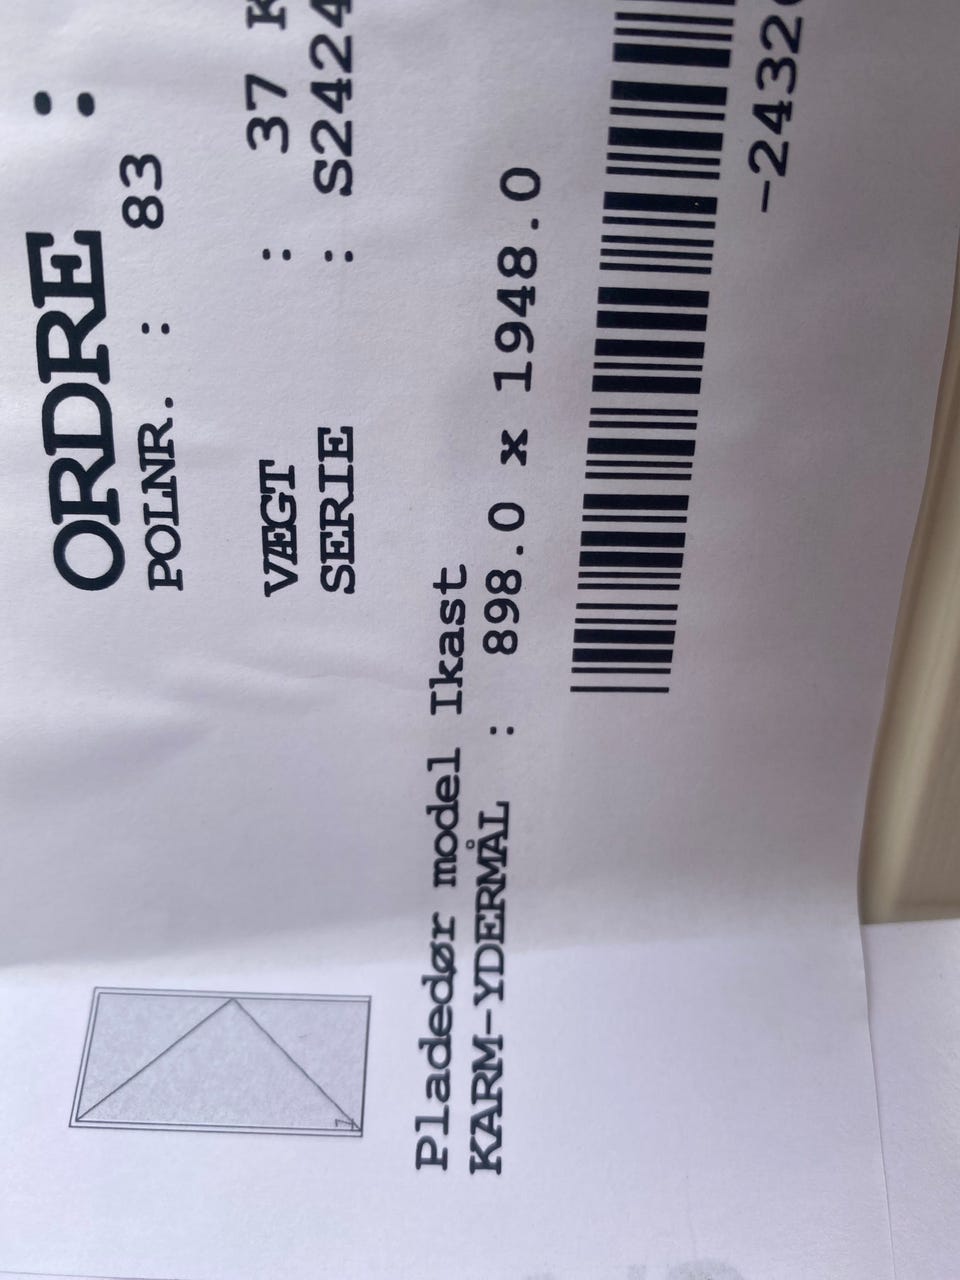 ORDRE :
POLNR. : 83
VÆGT : 37 K
SERIE : S2424
Pladedør model Ikast
KARM-YDERMÅL : 898.0 x 1948.0
-2432